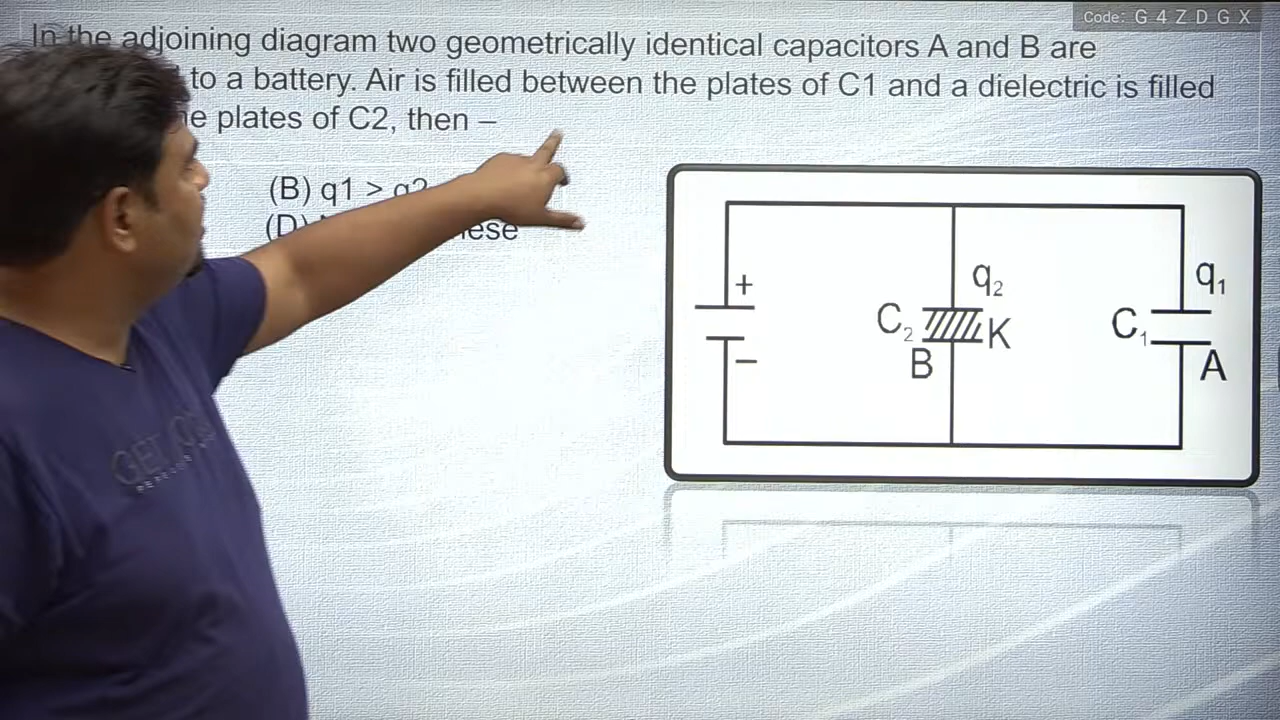 Code: G 4 Z D G X
In the adjoining diagram two geometrically identical capacitors A and B are
to a battery. Air is filled between the plates of C1 and a dielectric is filled
plates of C2, then –
(B) q1 > q2
(D)
+
q₂
q₁
C₂
K
C₁
–
B
A